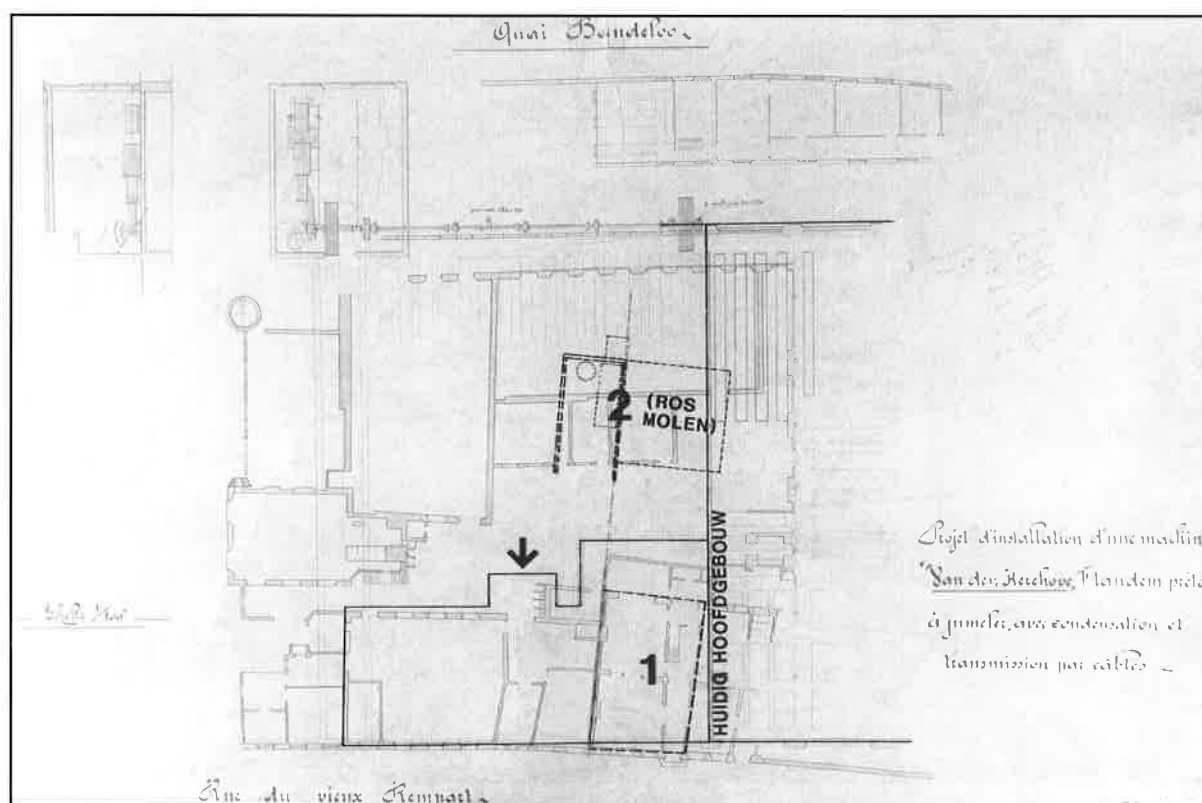 Quai Baudeloo
2 (ROS
MOLEN)
HUIDIG HOOFDGEBOUW
1
Projet d'installation d'une machine
Van den Kerchove, Tandem prête
à jumeler, avec condensation et
transmission par câbles
Rue du vieux Rempart